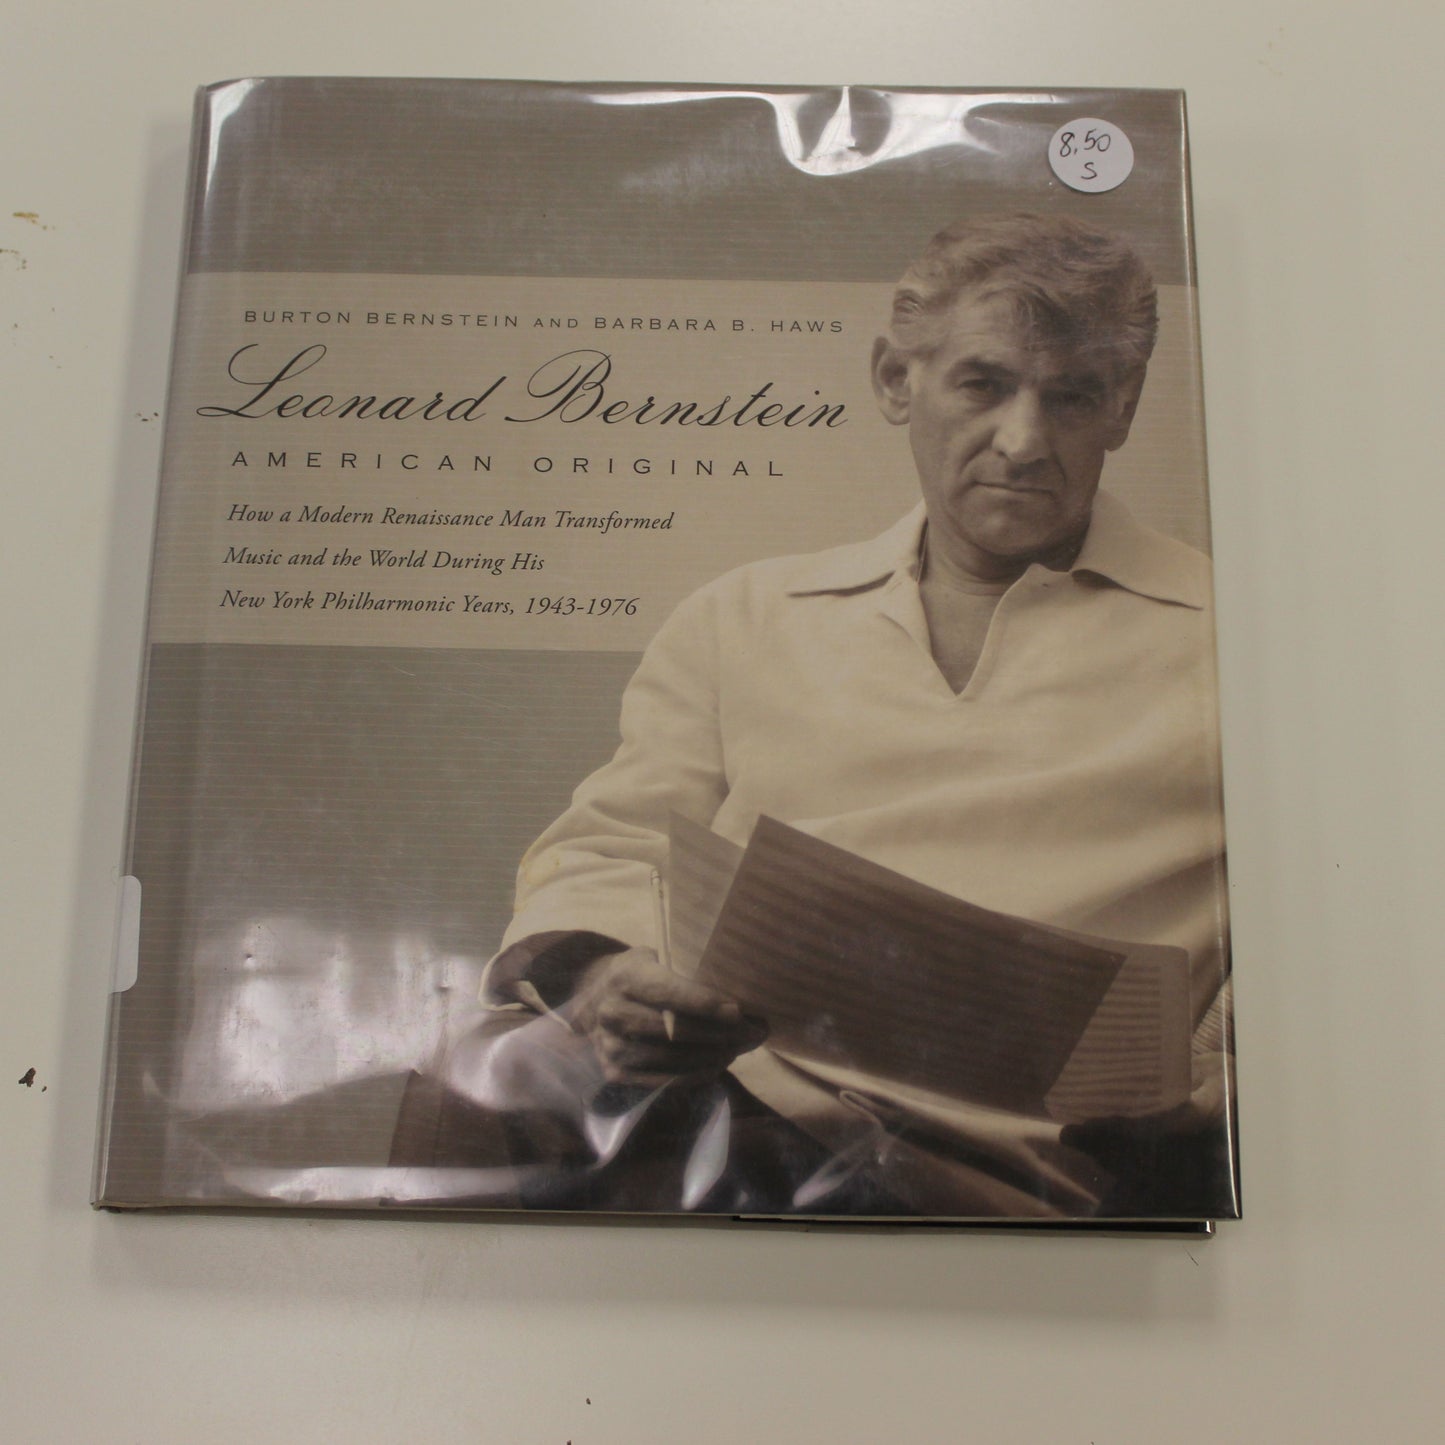 8.50
S
BURTON BERNSTEIN AND BARBARA B. HAWS
Leonard Bernstein
AMERICAN ORIGINAL
How a Modern Renaissance Man Transformed
Music and the World During His
New York Philharmonic Years, 1943-1976